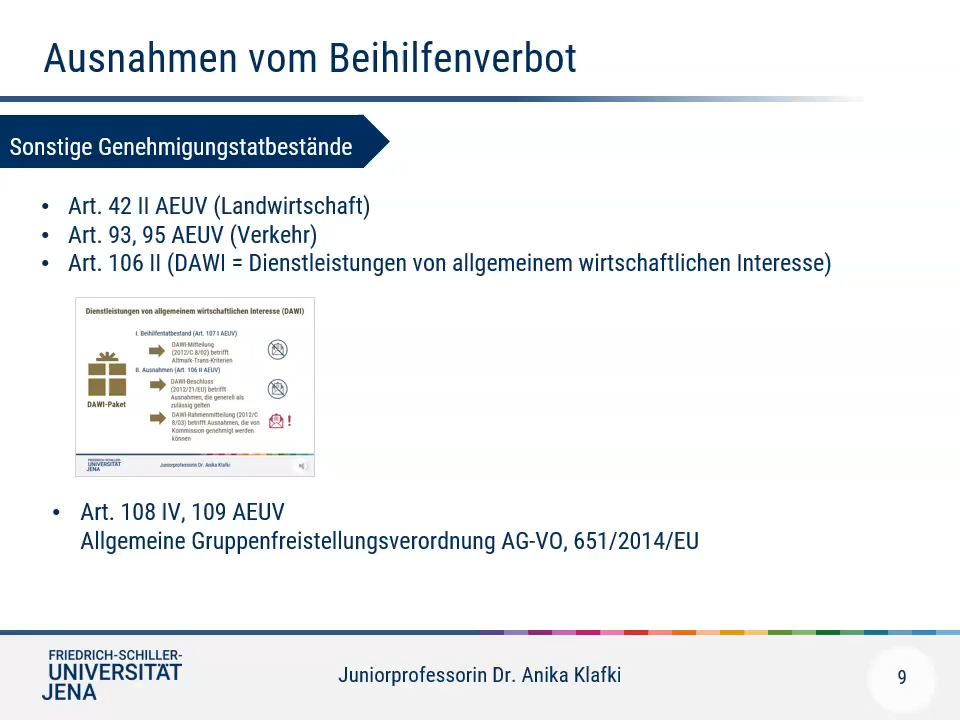 Ausnahmen vom Beihilfenverbot
Sonstige Genehmigungstatbestände
• Art. 42 II AEUV (Landwirtschaft)
• Art. 93, 95 AEUV (Verkehr)
• Art. 106 II (DAWI = Dienstleistungen von allgemeinem wirtschaftlichen Interesse)
Dienstleistungen von allgemeinem wirtschaftlichen Interesse (DAWI)
I. Beihilfentatbestand (Art. 107 I AEUV)
DAWI-Mitteilung
(2012/C 8/02) betrifft
Altmark-Trans-Kriterien
II. Ausnahmen (Art. 106 II AEUV)
DAWI-Beschluss
(2012/21/EU) betrifft
Ausnahmen, die generell als
zulässig gelten
DAWI-Paket
DAWI-Rahmenmitteilung (2012/C
8/03) betrifft Ausnahmen, die von
Kommission genehmigt werden
können
!
FRIEDRICH-SCHILLER-
UNIVERSITÄT
JENA
Juniorprofessorin Dr. Anika Klafki
• Art. 108 IV, 109 AEUV
Allgemeine Gruppenfreistellungsverordnung AG-VO, 651/2014/EU
FRIEDRICH-SCHILLER-
UNIVERSITÄT
JENA
Juniorprofessorin Dr. Anika Klafki
9